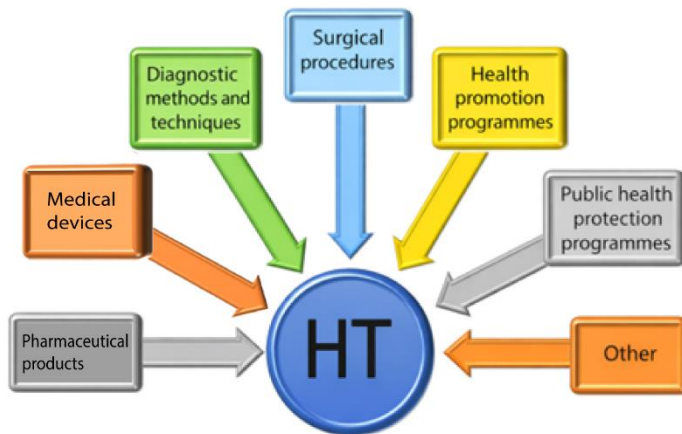 Surgical
procedures
Diagnostic
methods and
techniques
Health
promotion
programmes
Medical
devices
Public health
protection
programmes
Pharmaceutical
products
HT
Other